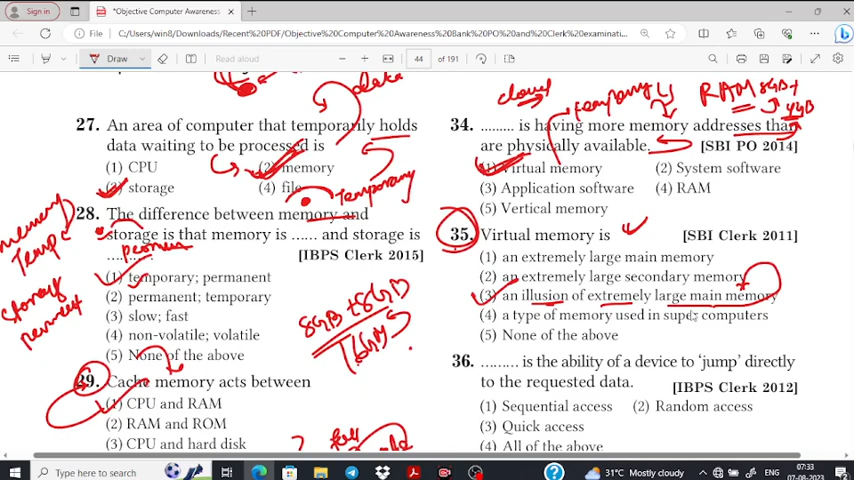 Sign in
*Objective Computer Awareness
C:/Users/win8/Downloads/Recent%20PDF/Objective%20Computer%20Awareness%20Bank%20PO%20and%20Clerk%20examinati...
Draw
Read aloud
44 of 191
data
27. An area of computer that temporarily holds
data waiting to be processed is
(1) CPU (2) memory
(3) storage (4) file
Temporary
28. The difference between memory and
storage is that memory is ...... and storage is
..........
[IBPS Clerk 2015]
(1) temporary; permanent
(2) permanent; temporary
(3) slow; fast
(4) non-volatile; volatile
(5) None of the above
memory
Temp
8GB + 8GB
16GB
29. Cache memory acts between
(1) CPU and RAM
(2) RAM and ROM
(3) CPU and hard disk
cloud
temporary
RAM 8GB+
34. ......... is having more memory addresses than
are physically available. [SBI PO 2014]
(1) Virtual memory (2) System software
(3) Application software (4) RAM
(5) Vertical memory
35. Virtual memory is [SBI Clerk 2011]
(1) an extremely large main memory
(2) an extremely large secondary memory
(3) an illusion of extremely large main memory
(4) a type of memory used in super computers
(5) None of the above
36. ......... is the ability of a device to ‘jump’ directly
to the requested data. [IBPS Clerk 2012]
(1) Sequential access (2) Random access
(3) Quick access
(4) All of the above
Type here to search
31°C Mostly cloudy
ENG
07:33
07-08-2023